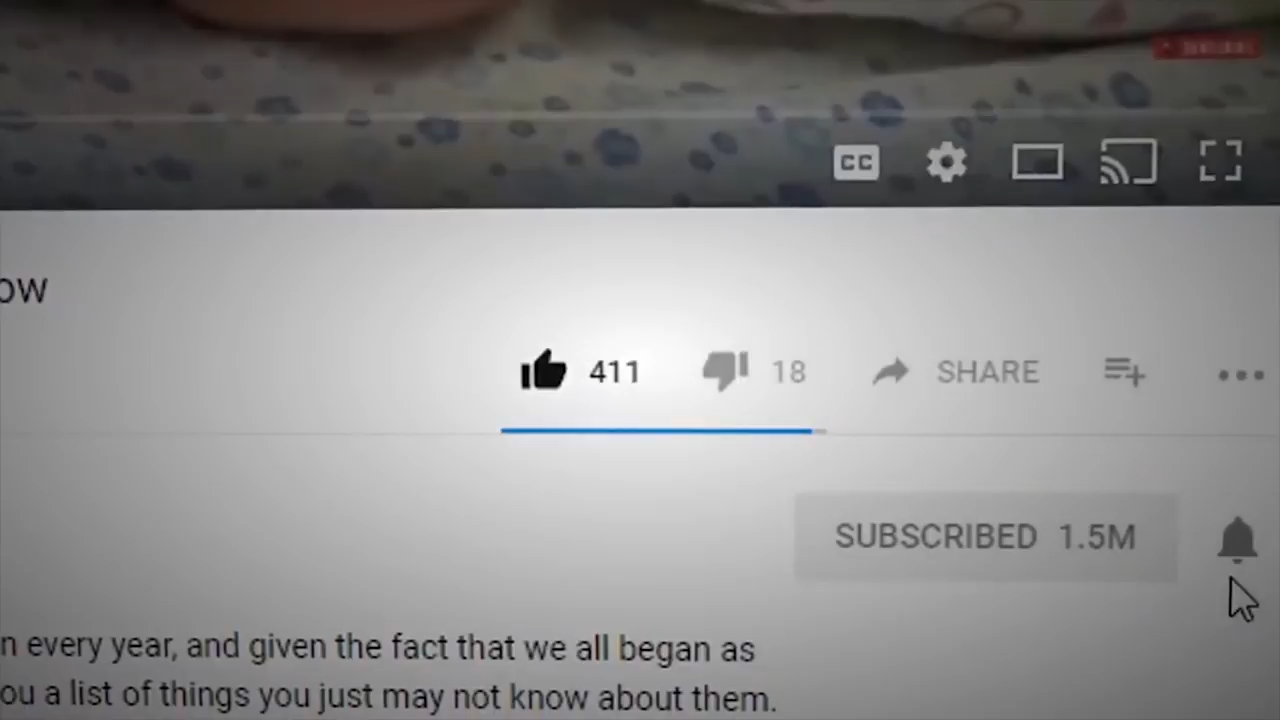 CC
ow
411 18 SHARE
SUBSCRIBED 1.5M
n every year, and given the fact that we all began as
ou a list of things you just may not know about them.